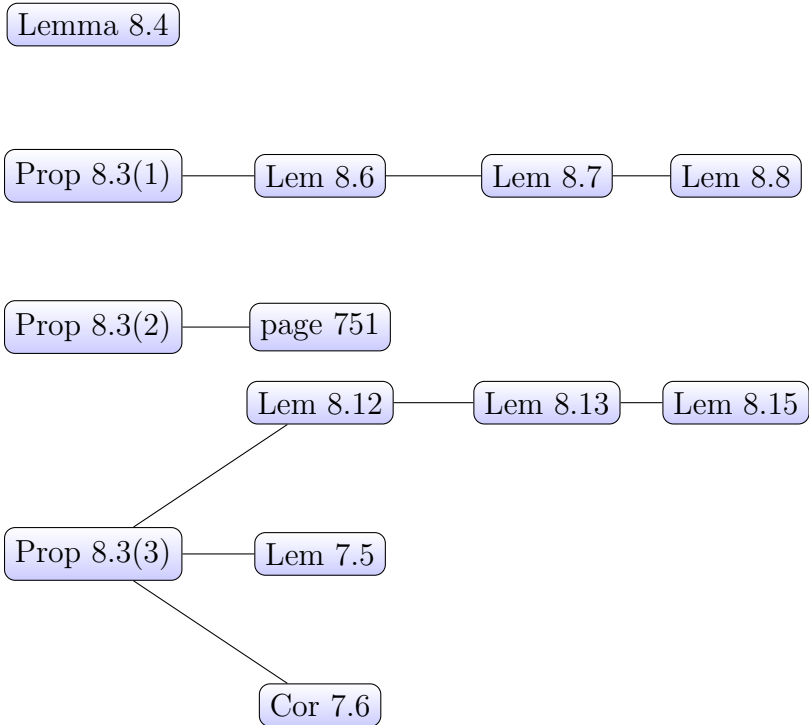 Lemma 8.4
Prop 8.3(1) Lem 8.6 Lem 8.7 Lem 8.8
Prop 8.3(2) page 751
Lem 8.12 Lem 8.13 Lem 8.15
Prop 8.3(3) Lem 7.5
Cor 7.6